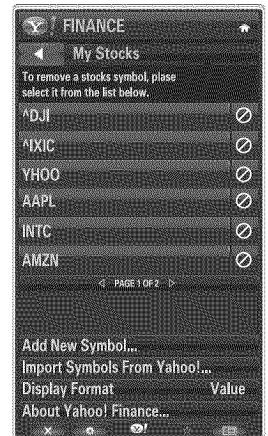 Y! FINANCE
My Stocks
To remove a stocks symbol, plase
select it from the list below.
^DJI
^IXIC
YHOO
AAPL
INTC
AMZN
PAGE 1 OF 2
Add New Symbol...
Import Symbols From Yahoo!...
Display Format Value
About Yahoo! Finance...
Y!